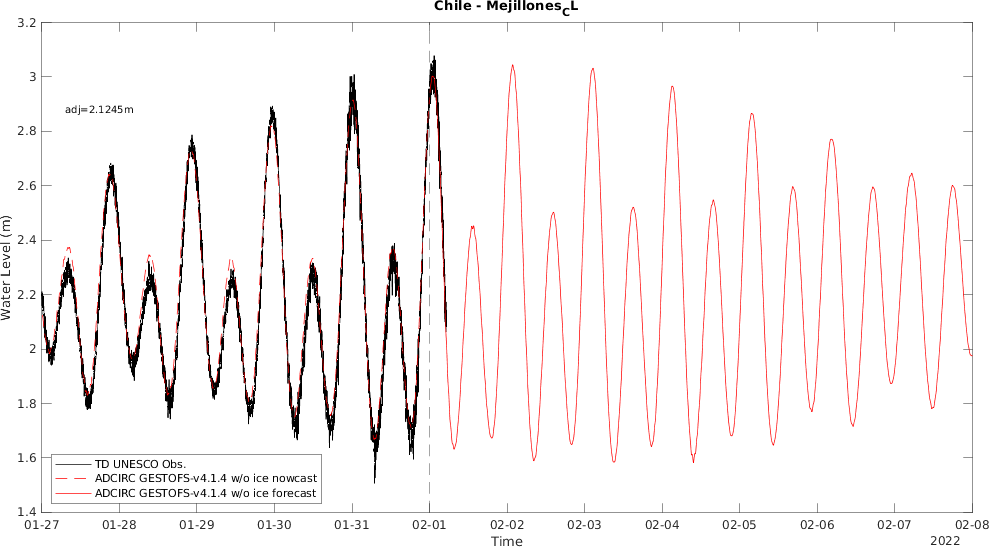 Chile - Mejillones_CL
3.2
3
2.8
2.6
2.4
2.2
2
1.8
1.6
1.4
Water Level (m)
adj=2.1245m
TD UNESCO Obs.
ADCIRC GESTOFS-v4.1.4 w/o ice nowcast
ADCIRC GESTOFS-v4.1.4 w/o ice forecast
01-27 01-28 01-29 01-30 01-31 02-01 02-02 02-03 02-04 02-05 02-06 02-07 02-08
Time
2022